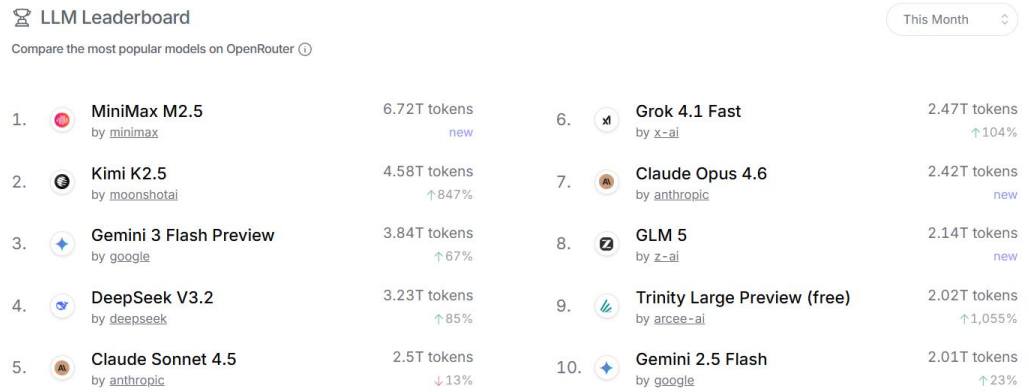 LLM Leaderboard
This Month
Compare the most popular models on OpenRouter
1. MiniMax M2.5 6.72T tokens
by minimax new
2. Kimi K2.5 4.58T tokens
by moonshotai ↑847%
3. Gemini 3 Flash Preview 3.84T tokens
by google ↑67%
4. DeepSeek V3.2 3.23T tokens
by deepseek ↑85%
5. Claude Sonnet 4.5 2.5T tokens
by anthropic ↓13%
6. Grok 4.1 Fast 2.47T tokens
by x-ai ↑104%
7. Claude Opus 4.6 2.42T tokens
by anthropic new
8. GLM 5 2.14T tokens
by z-ai new
9. Trinity Large Preview (free) 2.02T tokens
by arcee-ai ↑1,055%
10. Gemini 2.5 Flash 2.01T tokens
by google ↑23%